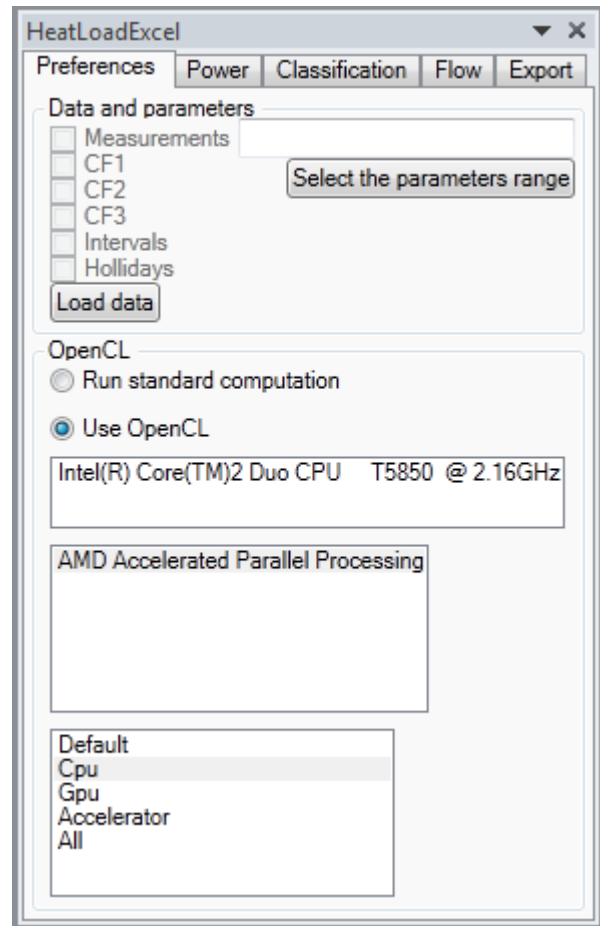 HeatLoadExcel
Preferences Power Classification Flow Export
Data and parameters
Measurements
CF1
Select the parameters range
CF2
CF3
Intervals
Hollidays
Load data
OpenCL
Run standard computation
Use OpenCL
Intel(R) Core(TM)2 Duo CPU T5850 @ 2.16GHz
AMD Accelerated Parallel Processing
Default
Cpu
Gpu
Accelerator
All